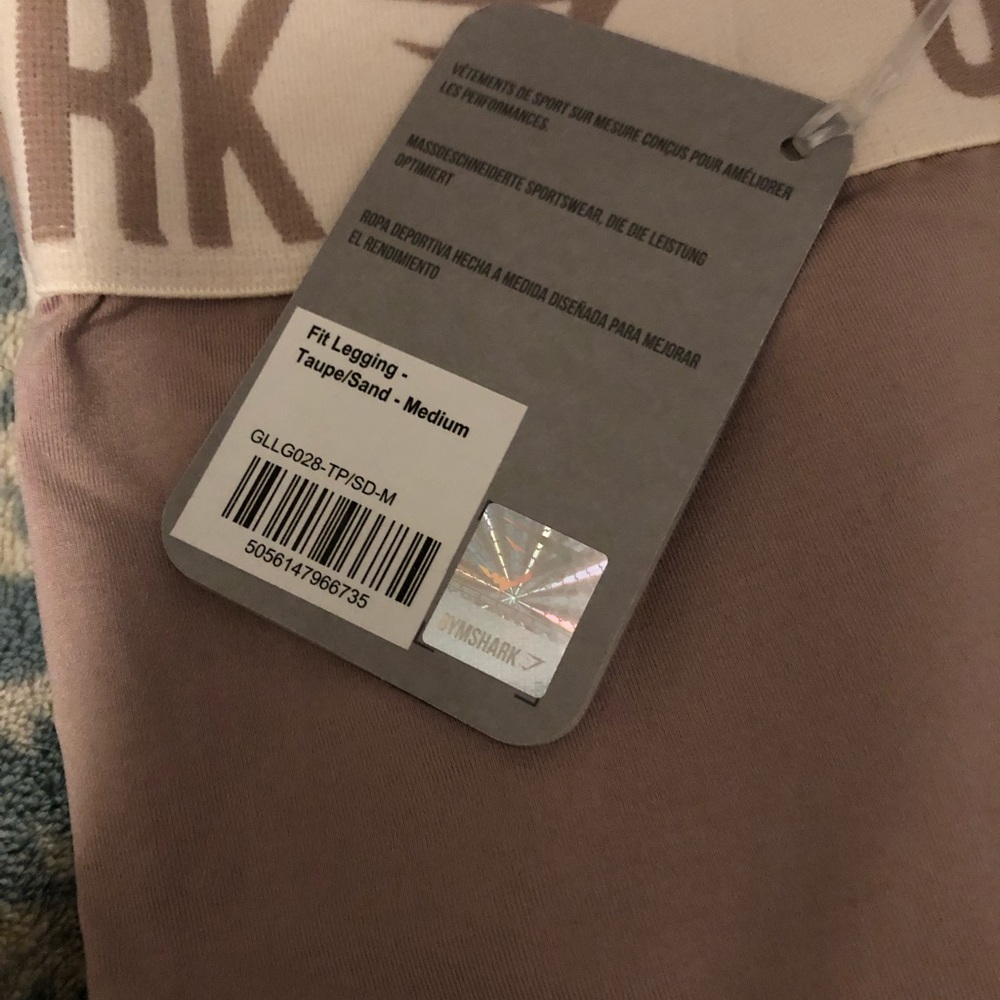 RK
VÊTEMENTS DE SPORT SUR MESURE CONÇUS POUR AMÉLIORER
LES PERFORMANCES.
MASSGESCHNEIDERTE SPORTSWEAR, DIE DIE LEISTUNG
OPTIMIERT
ROPA DEPORTIVA HECHA A MEDIDA DISEÑADA PARA MEJORAR
EL RENDIMIENTO
Fit Legging -
Taupe/Sand - Medium
GLLG028-TP/SD-M
5056147966735
GYMSHARK